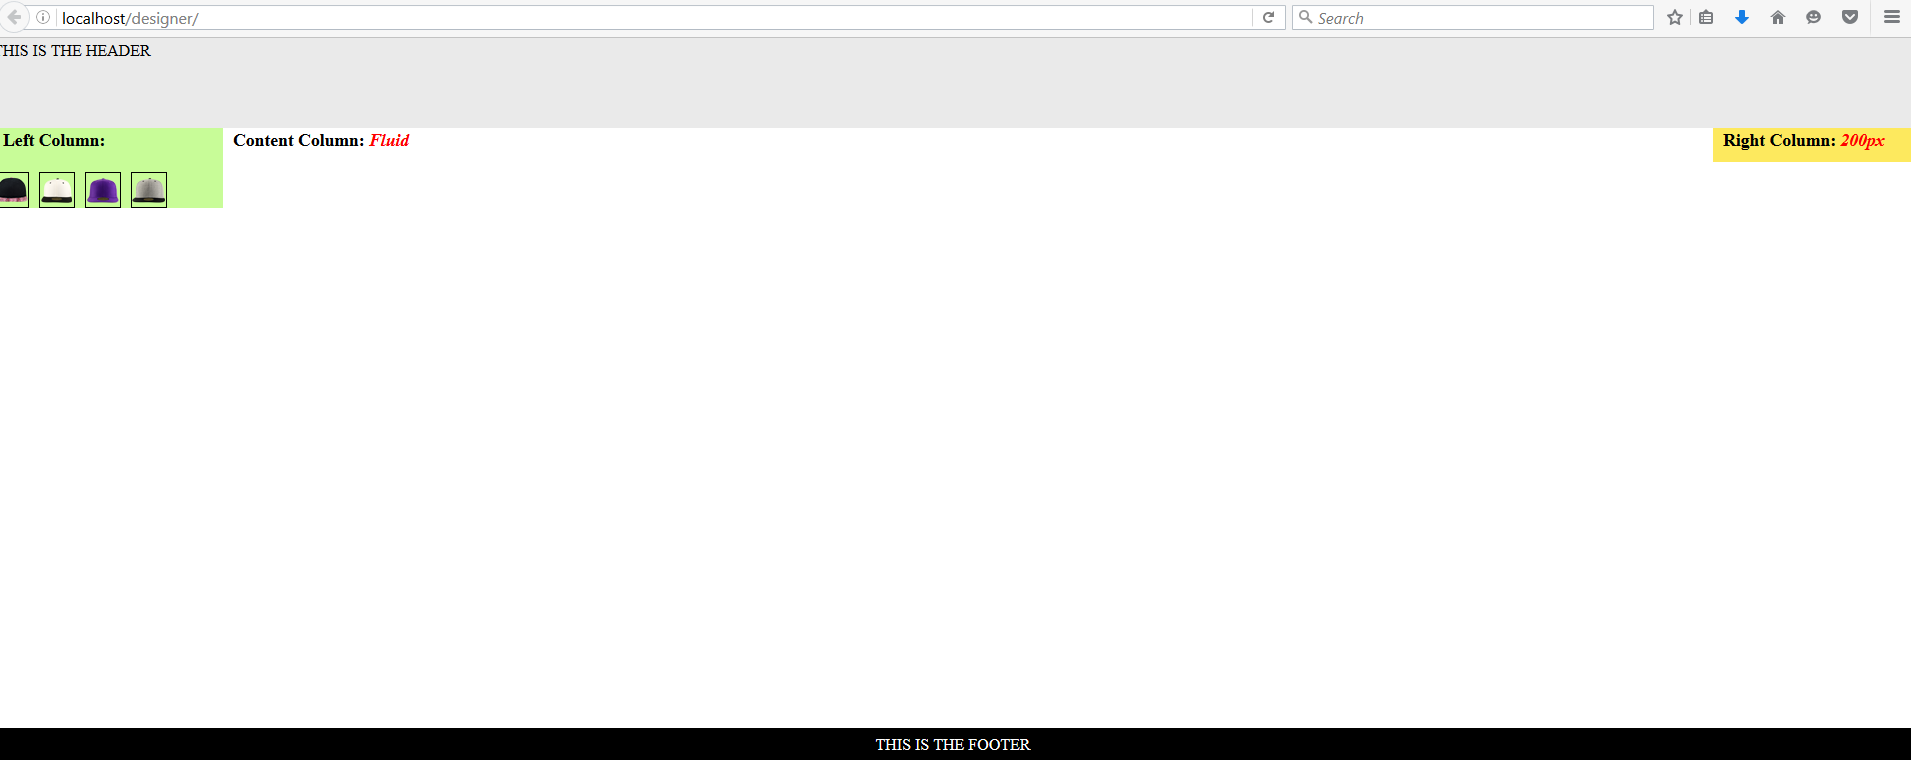 localhost/designer/
Search
THIS IS THE HEADER
Left Column:
Content Column: Fluid
Right Column: 200px
THIS IS THE FOOTER